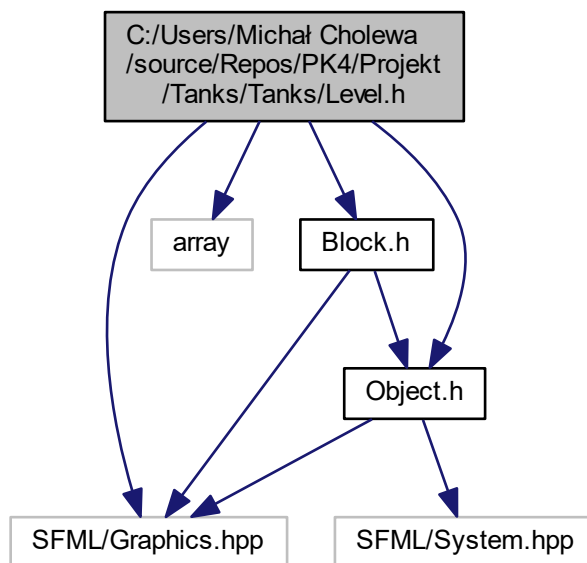 C:/Users/Michał Cholewa
/source/Repos/PK4/Projekt
/Tanks/Tanks/Level.h
array
Block.h
Object.h
SFML/Graphics.hpp
SFML/System.hpp